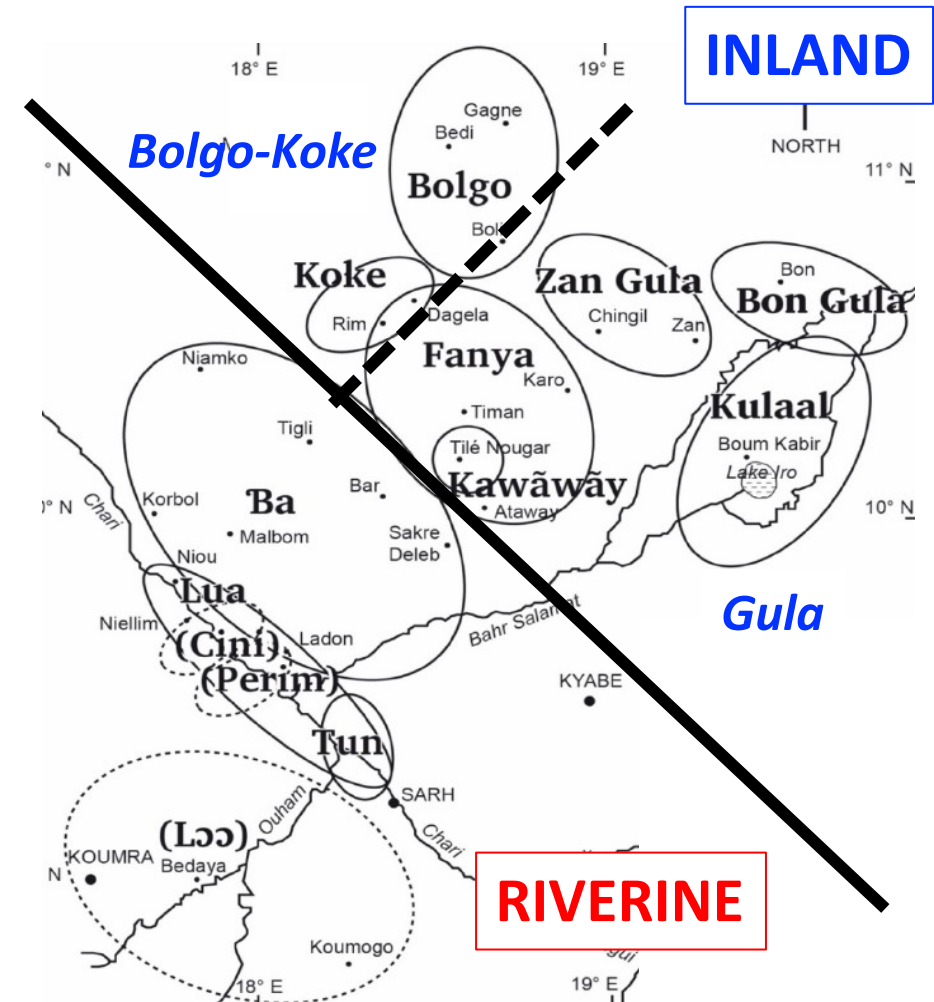 INLAND
18° E
19° E
NORTH
Gagne
Bedi
Bolgo-Koke
° N
11° N
Bolgo
Boli
Koke
Zan Gula
Bon
Bon Gula
Rim
Dagela
Chingil
Zan
Fanya
Niamko
Karo
Kulaal
Timan
Tigli
Tilé Nougar
Boum Kabir
Lake Iro
Bar
Kawãwãy
Chari
Korbol
Ɓa
° N
10° N
Ataway
Malbom
Sakre
Deleb
Niou
Lua
Gula
Niellim
Bahr Salamat
(Cini)
Ladon
(Perim)
KYABE
Tun
SARH
Ouham
Chari
(Lɔɔ)
KOUMRA
Bedaya
N
RIVERINE
Koumogo
gui
18° E
19° E